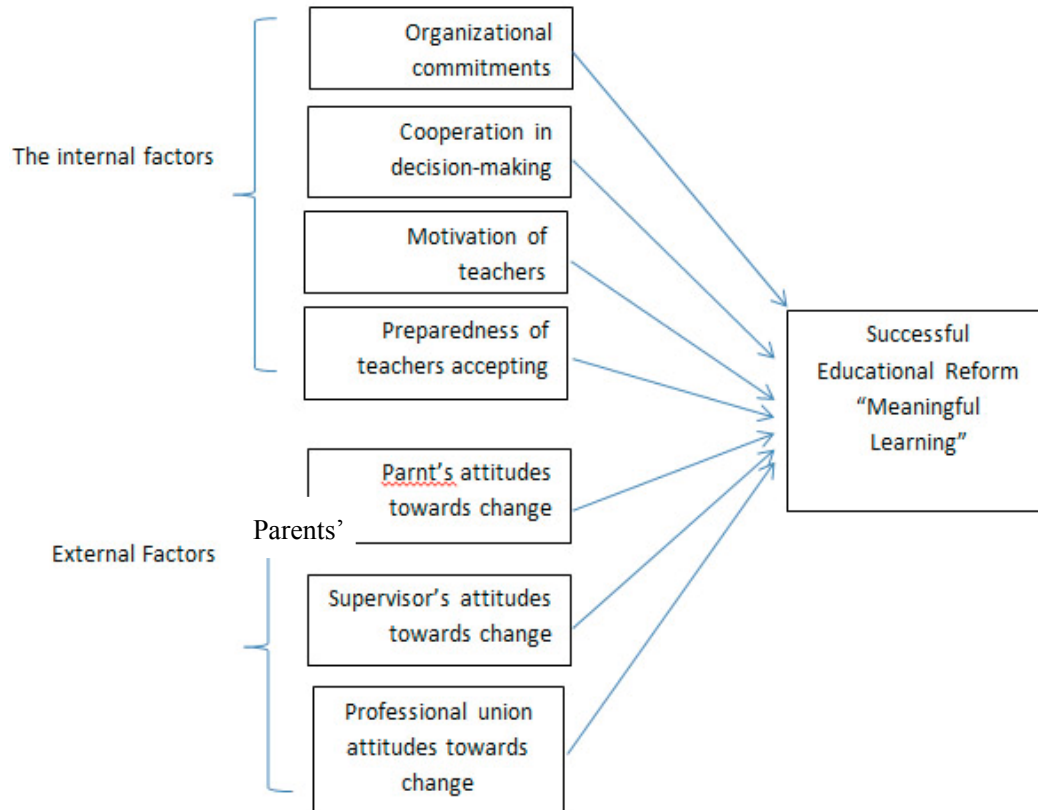 Organizational
commitments
The internal factors
Cooperation in
decision-making
Motivation of
teachers
Preparedness of
teachers accepting
Successful
Educational Reform
“Meaningful
Learning”
External Factors
Parnt’s attitudes
towards change
Parents’
Supervisor’s attitudes
towards change
Professional union
attitudes towards
change